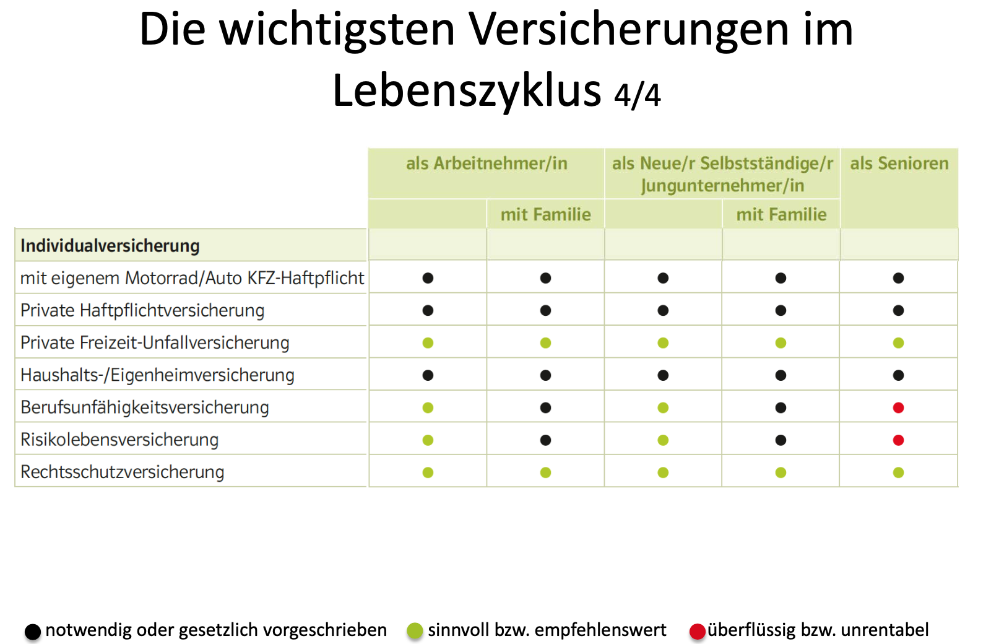 Die wichtigsten Versicherungen im
Lebenszyklus 4/4
als Arbeitnehmer/in
als Neue/r Selbstständige/r
Jungunternehmer/in
als Senioren
mit Familie
mit Familie
Individualversicherung
mit eigenem Motorrad/Auto KFZ-Haftpflicht
Private Haftpflichtversicherung
Private Freizeit-Unfallversicherung
Haushalts-/Eigenheimversicherung
Berufsunfähigkeitsversicherung
Risikolebensversicherung
Rechtsschutzversicherung
notwendig oder gesetzlich vorgeschrieben
sinnvoll bzw. empfehlenswert
überflüssig bzw. unrentabel